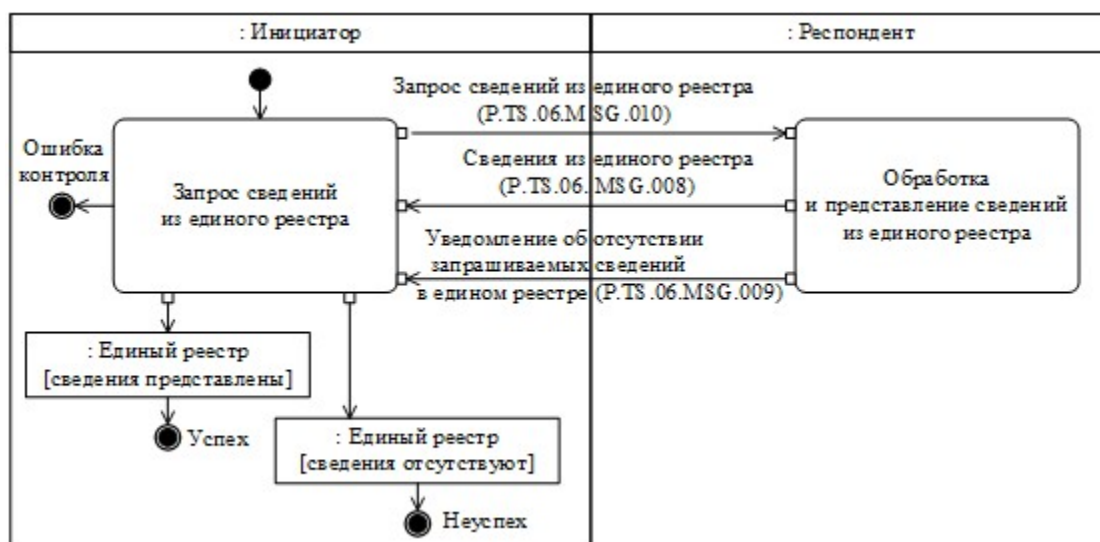 : Инициатор
: Респондент
Запрос сведений из единого реестра
(P.TS.06.MSG.010)
Ошибка
контроля
Запрос сведений
из единого реестра
Сведения из единого реестра
(P.TS.06. MSG.008)
Обработка
и представление сведений
из единого реестра
Уведомление об отсутствии
запрашиваемых сведений
в едином реестре (P.TS.06.MSG.009)
: Единый реестр
[сведения представлены]
Успех
: Единый реестр
[сведения отсутствуют]
Неуспех